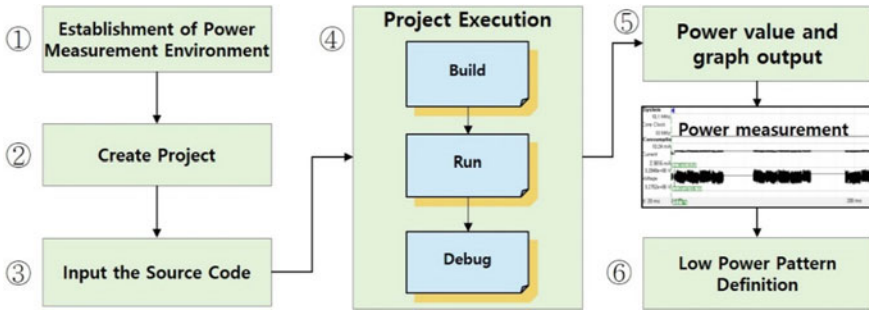 ①
Establishment of Power
Measurement Environment
②
Create Project
③
Input the Source Code
④
Project Execution
Build
Run
Debug
⑤
Power value and
graph output
Power measurement
⑥
Low Power Pattern
Definition